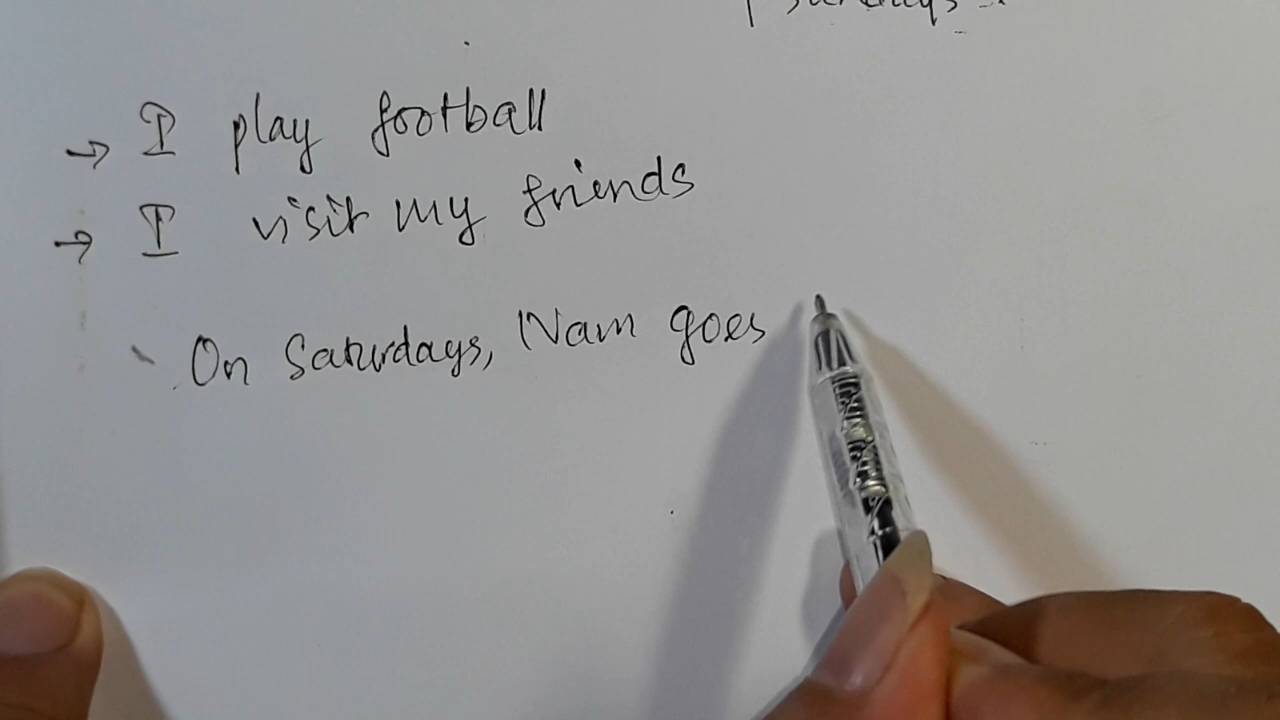 → I play football
→ I visit my friends
On Saturdays, Nam goes